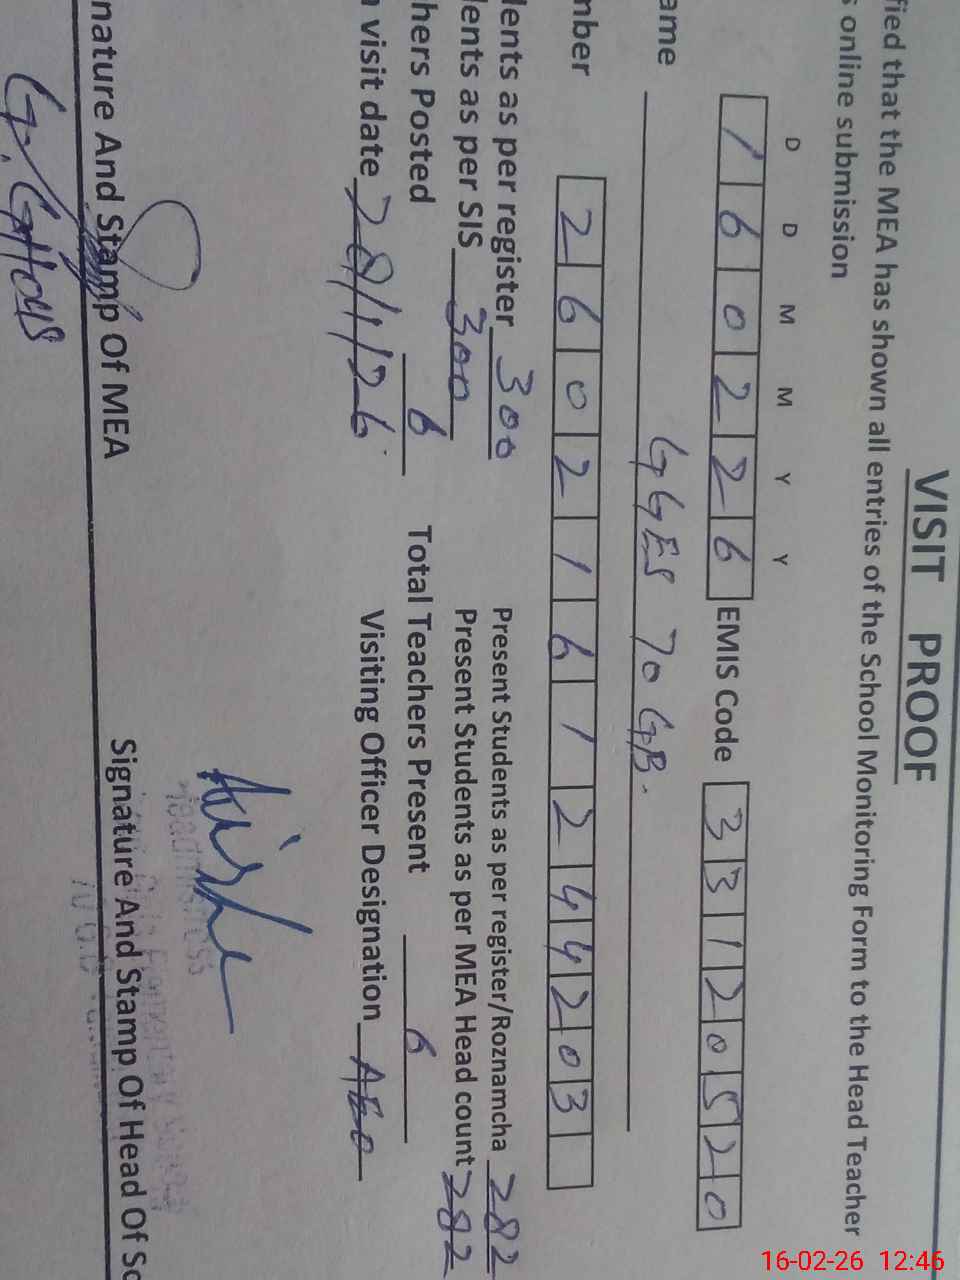 VISIT PROOF
fied that the MEA has shown all entries of the School Monitoring Form to the Head Teacher
s online submission
D D M M Y Y
1 6 0 2 2 6 EMIS Code 3 3 1 2 0 5 2 0
ame GGES 70 GB.
nber 2 6 0 2 1 6 1 2 4 4 2 0 3
lents as per register 300 Present Students as per register/Roznamcha 282
lents as per SIS 300 Present Students as per MEA Head count 282
hers Posted 6 Total Teachers Present 6
visit date 28/1/26 Visiting Officer Designation AEO
nature And Stamp Of MEA Signature And Stamp Of Head Of Sc
Headmistress
70 G.B
16-02-26 12:46